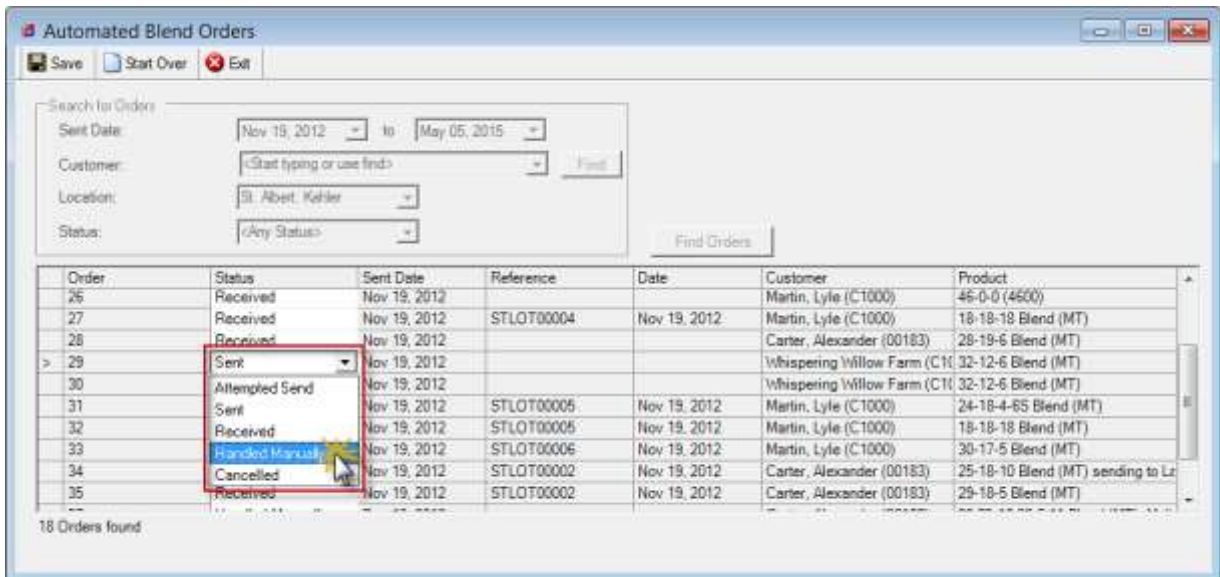 Automated Blend Orders
Save Start Over Exit
Search for Orders
Sent Date: Nov 19, 2012 to May 05, 2015
Customer: <Start typing or use find> Find
Location: St. Albert, Kahler
Status: <Any Status>
Find Orders
Order Status Sent Date Reference Date Customer Product
26 Received Nov 19, 2012 Martin, Lyle (C1000) 46-0-0 (4600)
27 Received Nov 19, 2012 STLOT00004 Nov 19, 2012 Martin, Lyle (C1000) 18-18-18 Blend (MT)
28 Received Nov 19, 2012 Carter, Alexander (00183) 28-19-6 Blend (MT)
> 29 Sent Nov 19, 2012 Whispering Willow Farm (C1( 32-12-6 Blend (MT)
30 Attempted Send Nov 19, 2012 Whispering Willow Farm (C1( 32-12-6 Blend (MT)
31 Sent Nov 19, 2012 STLOT00005 Nov 19, 2012 Martin, Lyle (C1000) 24-18-4-6S Blend (MT)
32 Received Nov 19, 2012 STLOT00005 Nov 19, 2012 Martin, Lyle (C1000) 18-18-18 Blend (MT)
33 Handled Manually Nov 19, 2012 STLOT00006 Nov 19, 2012 Martin, Lyle (C1000) 30-17-5 Blend (MT)
34 Cancelled Nov 19, 2012 STLOT00002 Nov 19, 2012 Carter, Alexander (00183) 25-18-10 Blend (MT) sending to
35 Received Nov 19, 2012 STLOT00002 Nov 19, 2012 Carter, Alexander (00183) 29-18-5 Blend (MT)
18 Orders found